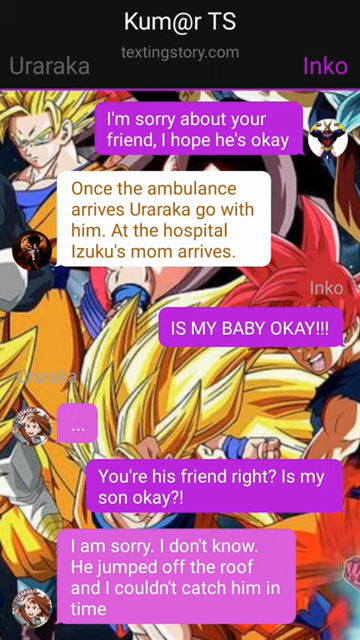 Kum@r TS
textingstory.com
Uraraka
Inko
I'm sorry about your
friend, I hope he's okay
Once the ambulance
arrives Uraraka go with
him. At the hospital
Izuku's mom arrives.
Inko
IS MY BABY OKAY!!!
Uraraka
...
You're his friend right? Is my
son okay?!
I am sorry. I don't know.
He jumped off the roof
and I couldn't catch him in
time